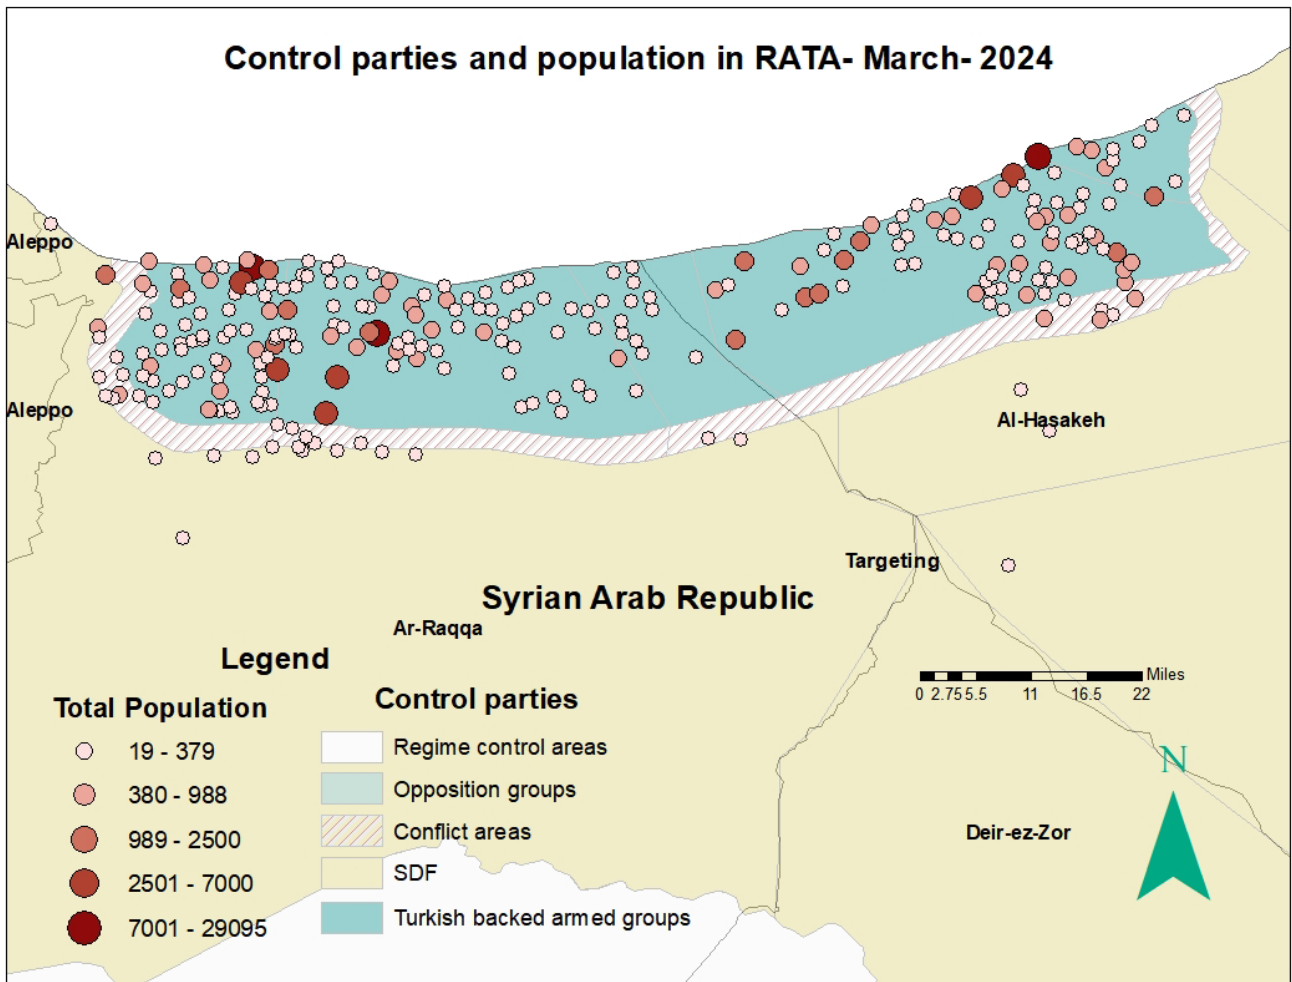 Control parties and population in RATA- March- 2024
Aleppo
Aleppo
Al-Hasakeh
Targeting
Syrian Arab Republic
Ar-Raqqa
Deir-ez-Zor
Miles
0 2.75 5.5 11 16.5 22
N
Legend
Total Population
19 - 379
380 - 988
989 - 2500
2501 - 7000
7001 - 29095
Control parties
Regime control areas
Opposition groups
Conflict areas
SDF
Turkish backed armed groups